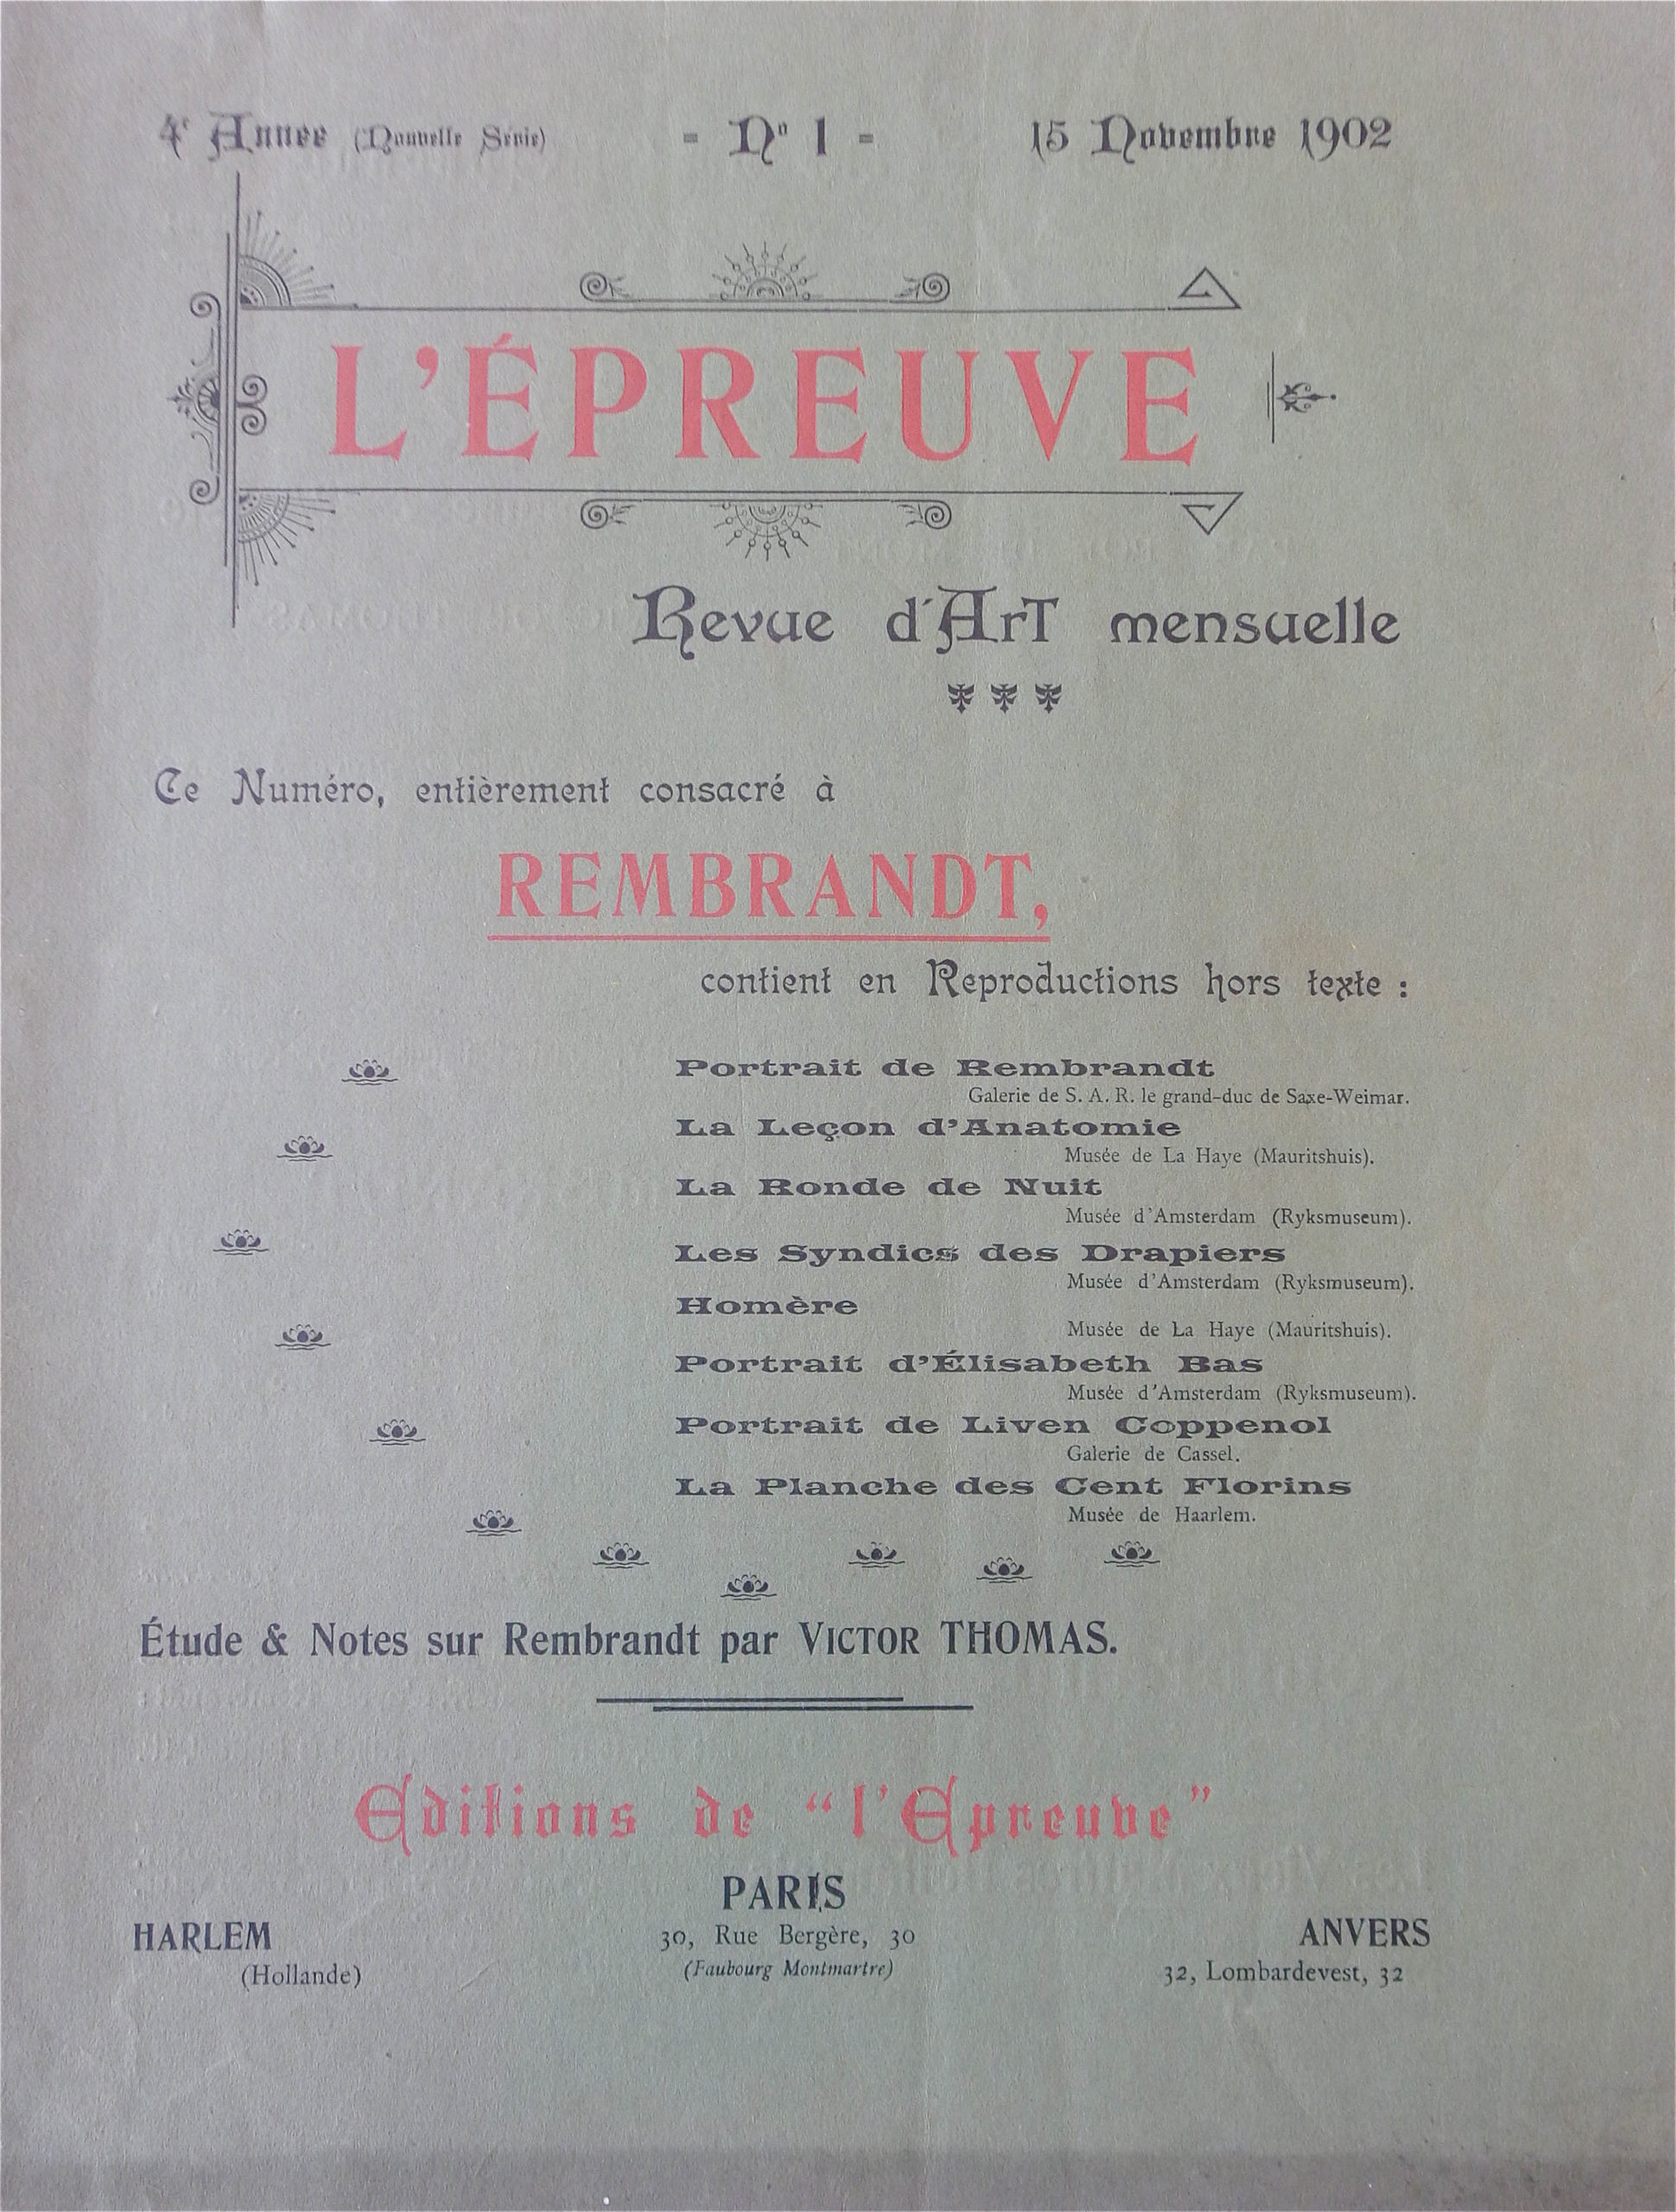 4e Année (Nouvelle Série) - No 1 - 15 Novembre 1902
L'ÉPREUVE
Revue d'Art mensuelle
Ce Numéro, entièrement consacré à
REMBRANDT,
contient en Reproductions hors texte :
Portrait de Rembrandt
Galerie de S. A. R. le grand-duc de Saxe-Weimar.
La Leçon d'Anatomie
Musée de La Haye (Mauritshuis).
La Ronde de Nuit
Musée d'Amsterdam (Ryksmuseum).
Les Syndics des Drapiers
Musée d'Amsterdam (Ryksmuseum).
Homère
Musée de La Haye (Mauritshuis).
Portrait d'Élisabeth Bas
Musée d'Amsterdam (Ryksmuseum).
Portrait de Liven Coppenol
Galerie de Cassel.
La Planche des Cent Florins
Musée de Haarlem.
Étude & Notes sur Rembrandt par VICTOR THOMAS.
Editions de "l'Epreuve"
PARIS
30, Rue Bergère, 30
(Faubourg Montmartre)
HARLEM
(Hollande)
ANVERS
32, Lombardevest, 32